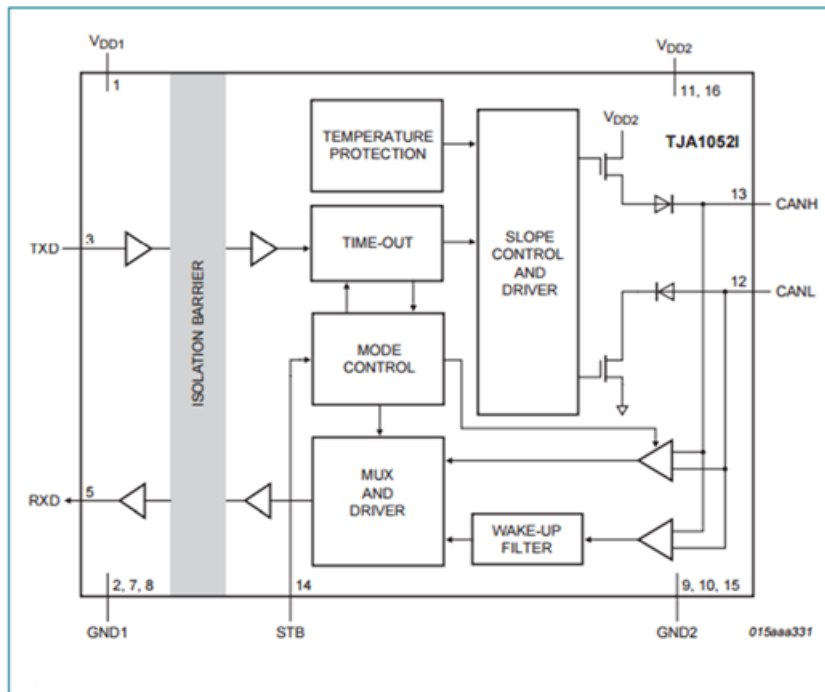 VDD1
VDD2
1
11, 16
TEMPERATURE
PROTECTION
VDD2
TJA1052I
13
CANH
TXD
3
TIME-OUT
SLOPE
CONTROL
AND
DRIVER
12
CANL
ISOLATION BARRIER
MODE
CONTROL
MUX
AND
DRIVER
RXD
5
WAKE-UP
FILTER
2, 7, 8
14
9, 10, 15
GND1
STB
GND2
015aaa331